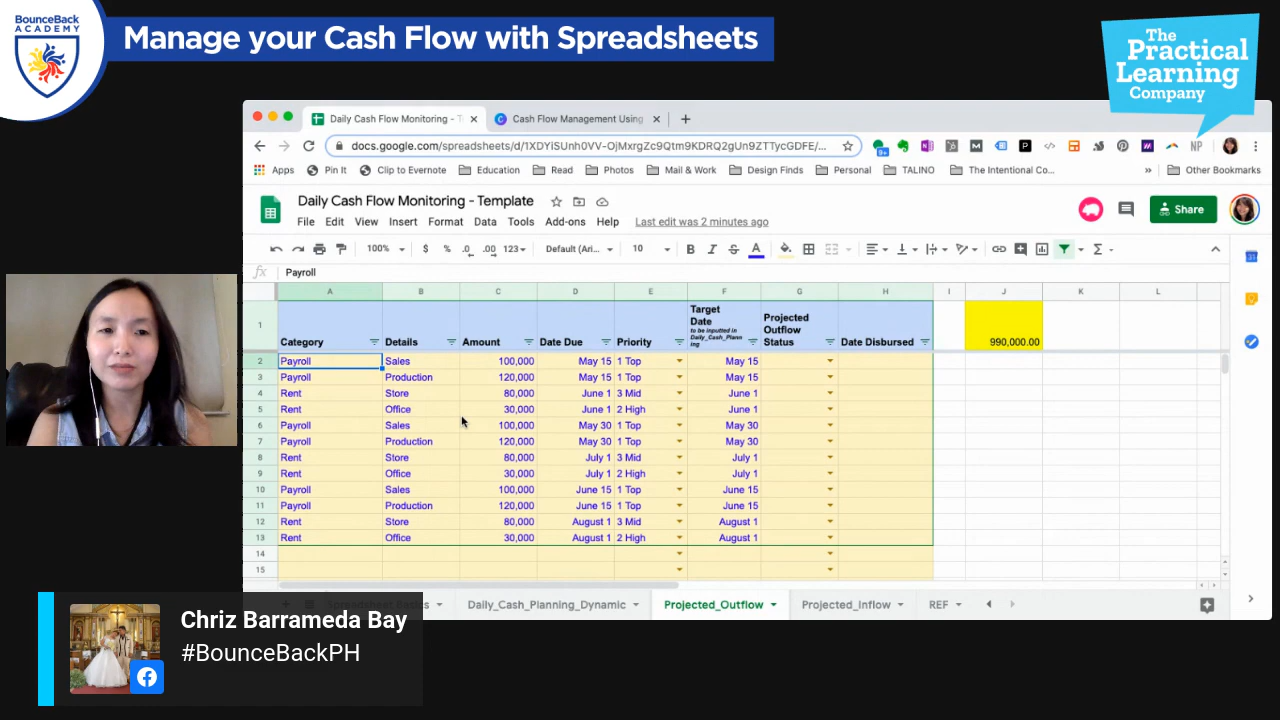 BounceBack
ACADEMY
Manage your Cash Flow with Spreadsheets
The
Practical
Learning
Company
Daily Cash Flow Monitoring - T
Cash Flow Management Using
docs.google.com/spreadsheets/d/1XDYiSUnh0VV-OjMxrgZc9Qtm9KDRQ2gUn9ZTTycGDFE/...
NP
Apps Pin It Clip to Evernote Education Read Photos Mail & Work Design Finds Personal TALINO The Intentional Co... » Other Bookmarks
Daily Cash Flow Monitoring - Template
File Edit View Insert Format Data Tools Add-ons Help Last edit was 2 minutes ago
Share
100% $ % .0 .00 123 Default (Ari... 10 B I S A Σ
fx Payroll
A B C D E F G H I J K L
1 Category Details Amount Date Due Priority Target Date to be inputted in Daily_Cash_Planning Projected Outflow Status Date Disbursed 990,000.00
2 Payroll Sales 100,000 May 15 1 Top May 15
3 Payroll Production 120,000 May 15 1 Top May 15
4 Rent Store 80,000 June 1 3 Mid June 1
5 Rent Office 30,000 June 1 2 High June 1
6 Payroll Sales 100,000 May 30 1 Top May 30
7 Payroll Production 120,000 May 30 1 Top May 30
8 Rent Store 80,000 July 1 3 Mid July 1
9 Rent Office 30,000 July 1 2 High July 1
10 Payroll Sales 100,000 June 15 1 Top June 15
11 Payroll Production 120,000 June 15 1 Top June 15
12 Rent Store 80,000 August 1 3 Mid August 1
13 Rent Office 30,000 August 1 2 High August 1
14
15
Daily_Cash_Planning_Dynamic Projected_Outflow Projected_Inflow REF
Chriz Barrameda Bay
#BounceBackPH